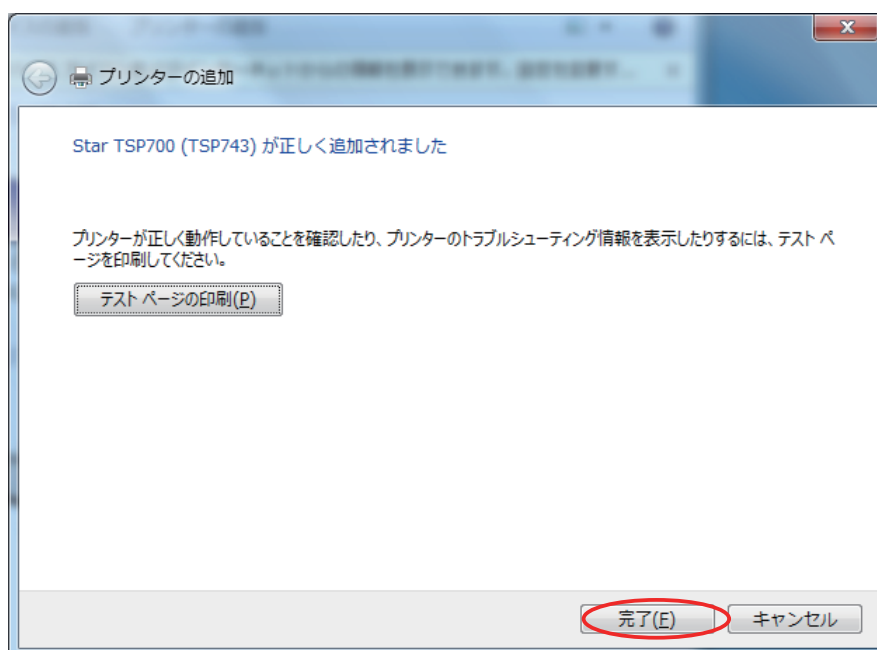 プリンターの追加
Star TSP700 (TSP743) が正しく追加されました
プリンターが正しく動作していることを確認したり、プリンターのトラブルシューティング情報を表示したりするには、テスト ペ
ージを印刷してください。
テスト ページの印刷(P)
完了(F) キャンセル